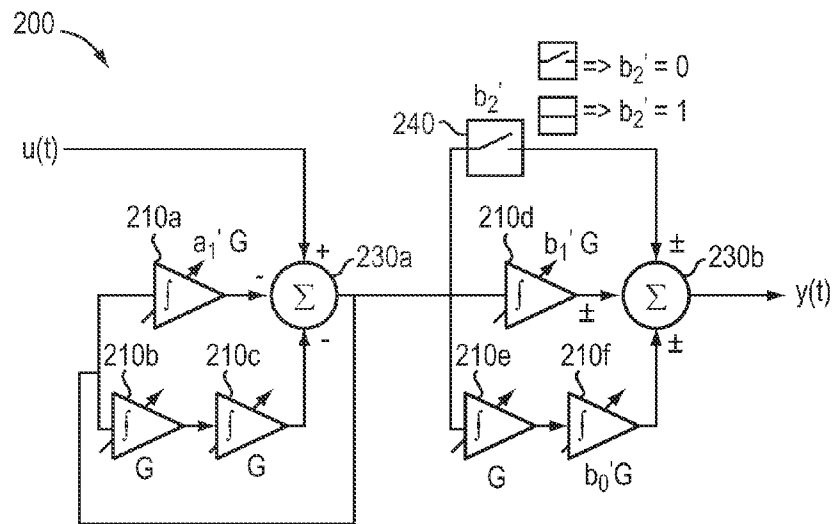 200
=> b₂' = 0
b₂'
=> b₂' = 1
240
u(t)
210a
a₁' G
∫
-
+
230a
Σ
-
210d
b₁' G
∫
±
±
230b
Σ
±
y(t)
210b
∫
G
210c
∫
G
210e
∫
G
210f
∫
b₀'G